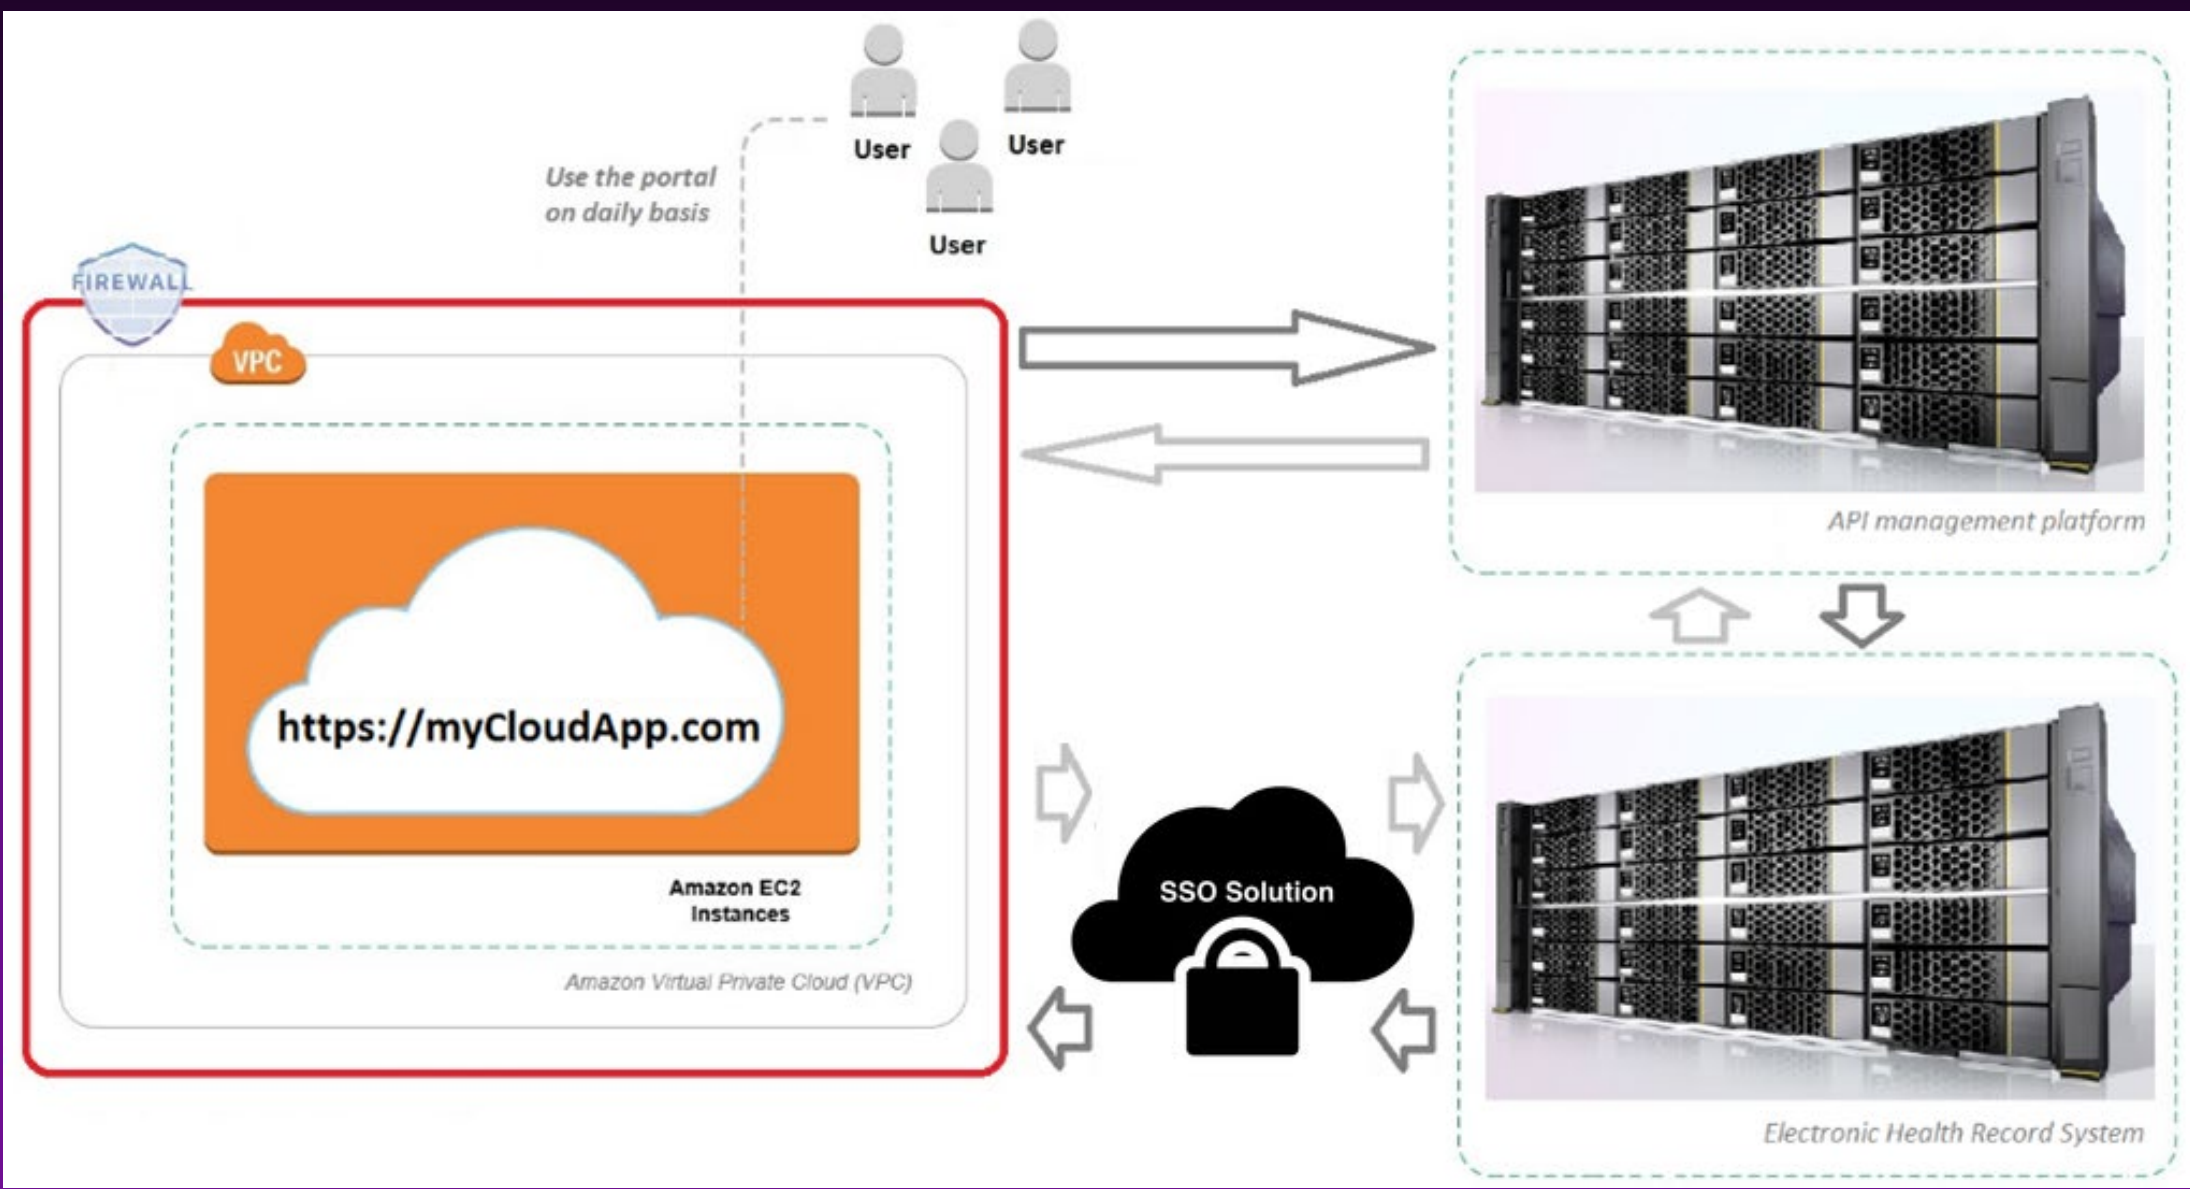 User
User
User
Use the portal
on daily basis
FIREWALL
VPC
https://myCloudApp.com
Amazon EC2
Instances
Amazon Virtual Private Cloud (VPC)
API management platform
SSO Solution
Electronic Health Record System